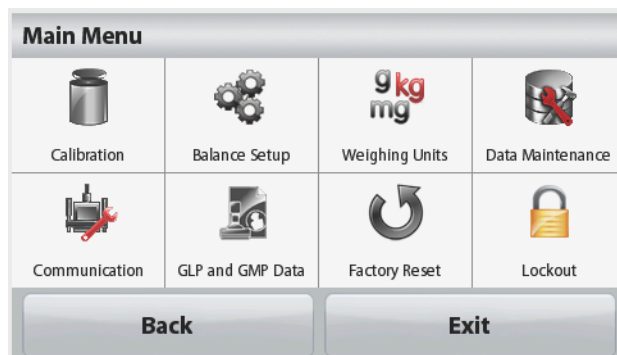 Main Menu
g kg
mg
Calibration Balance Setup Weighing Units Data Maintenance
Communication GLP and GMP Data Factory Reset Lockout
Back Exit